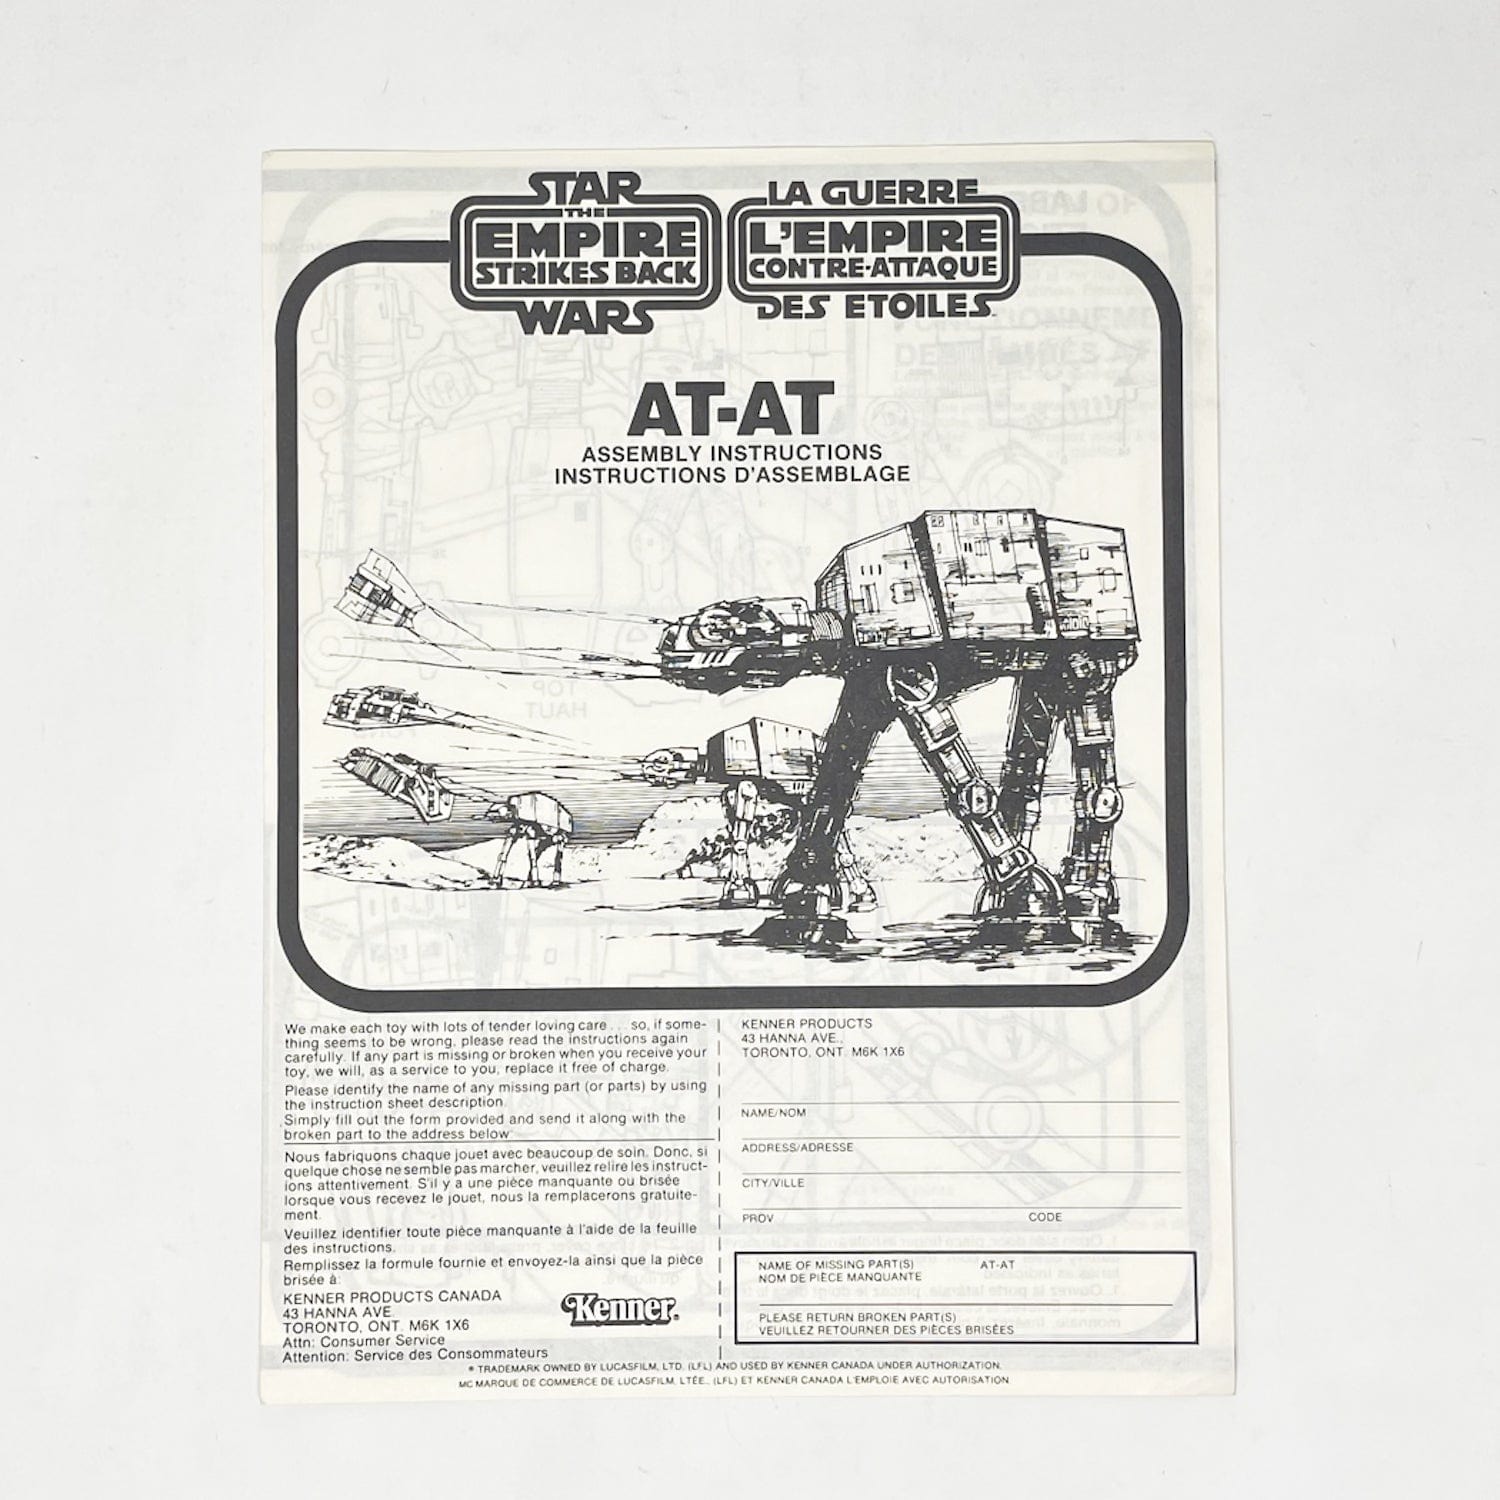 STAR
THE
EMPIRE
STRIKES BACK
WARS
LA GUERRE
L'EMPIRE
CONTRE-ATTAQUE
DES ETOILES
AT-AT
ASSEMBLY INSTRUCTIONS
INSTRUCTIONS D'ASSEMBLAGE
We make each toy with lots of tender loving care . . . so, if some-
thing seems to be wrong, please read the instructions again
carefully. If any part is missing or broken when you receive your
toy, we will, as a service to you, replace it free of charge.
Please identify the name of any missing part (or parts) by using
the instruction sheet description.
Simply fill out the form provided and send it along with the
broken part to the address below:
Nous fabriquons chaque jouet avec beaucoup de soin. Donc, si
quelque chose ne semble pas marcher, veuillez relire les instruct-
ions attentivement. S'il y a une pièce manquante ou brisée
lorsque vous recevez le jouet, nous la remplacerons gratuite-
ment.
Veuillez identifier toute pièce manquante à l'aide de la feuille
des instructions.
Remplissez la formule fournie et envoyez-la ainsi que la pièce
brisée à:
KENNER PRODUCTS CANADA
43 HANNA AVE.
TORONTO, ONT. M6K 1X6
Attn: Consumer Service
Attention: Service des Consommateurs
Kenner®
KENNER PRODUCTS
43 HANNA AVE.,
TORONTO, ONT. M6K 1X6
NAME/NOM
ADDRESS/ADRESSE
CITY/VILLE
PROV CODE
NAME OF MISSING PART(S) AT-AT
NOM DE PIÈCE MANQUANTE
PLEASE RETURN BROKEN PART(S)
VEUILLEZ RETOURNER DES PIÈCES BRISÉES
® TRADEMARK OWNED BY LUCASFILM, LTD. (LFL) AND USED BY KENNER CANADA UNDER AUTHORIZATION.
MC MARQUE DE COMMERCE DE LUCASFILM, LTÉE., (LFL) ET KENNER CANADA L'EMPLOIE AVEC AUTORISATION